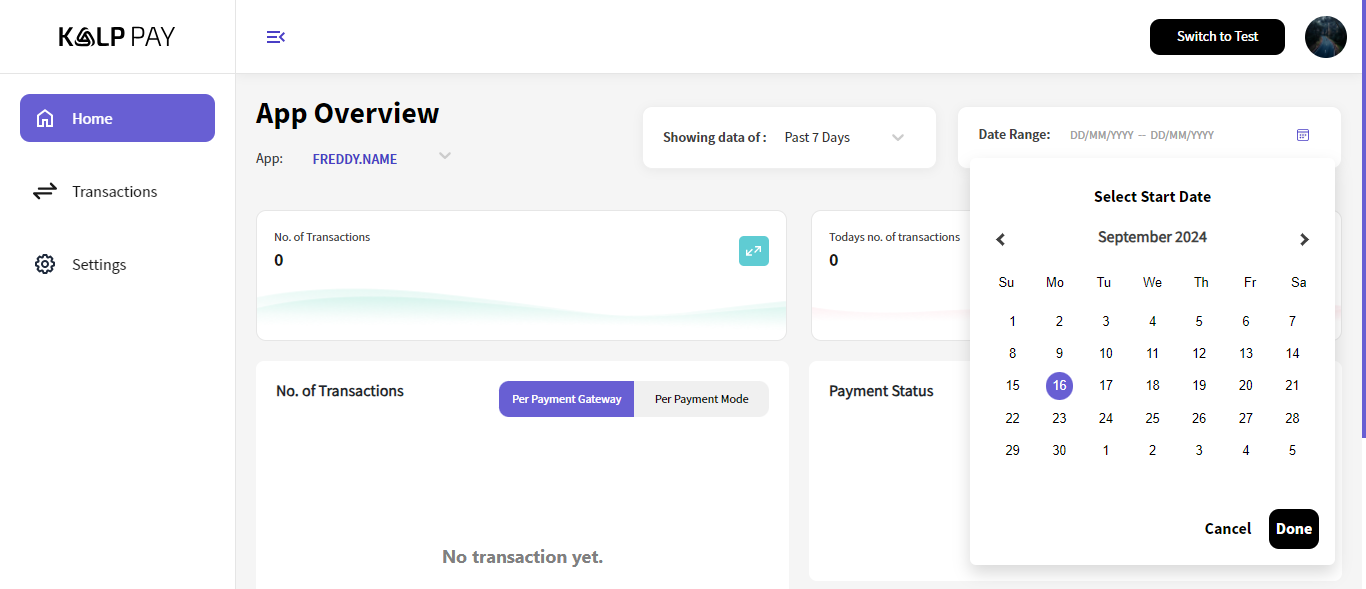 KALP PAY
Switch to Test
Home
Transactions
Settings
App Overview
App: FREDDY.NAME
Showing data of : Past 7 Days
Date Range: DD/MM/YYYY -- DD/MM/YYYY
No. of Transactions
0
Todays no. of transactions
0
No. of Transactions
Per Payment Gateway
Per Payment Mode
No transaction yet.
Payment Status
Select Start Date
September 2024
Su Mo Tu We Th Fr Sa
1 2 3 4 5 6 7
8 9 10 11 12 13 14
15 16 17 18 19 20 21
22 23 24 25 26 27 28
29 30 1 2 3 4 5
Cancel Done